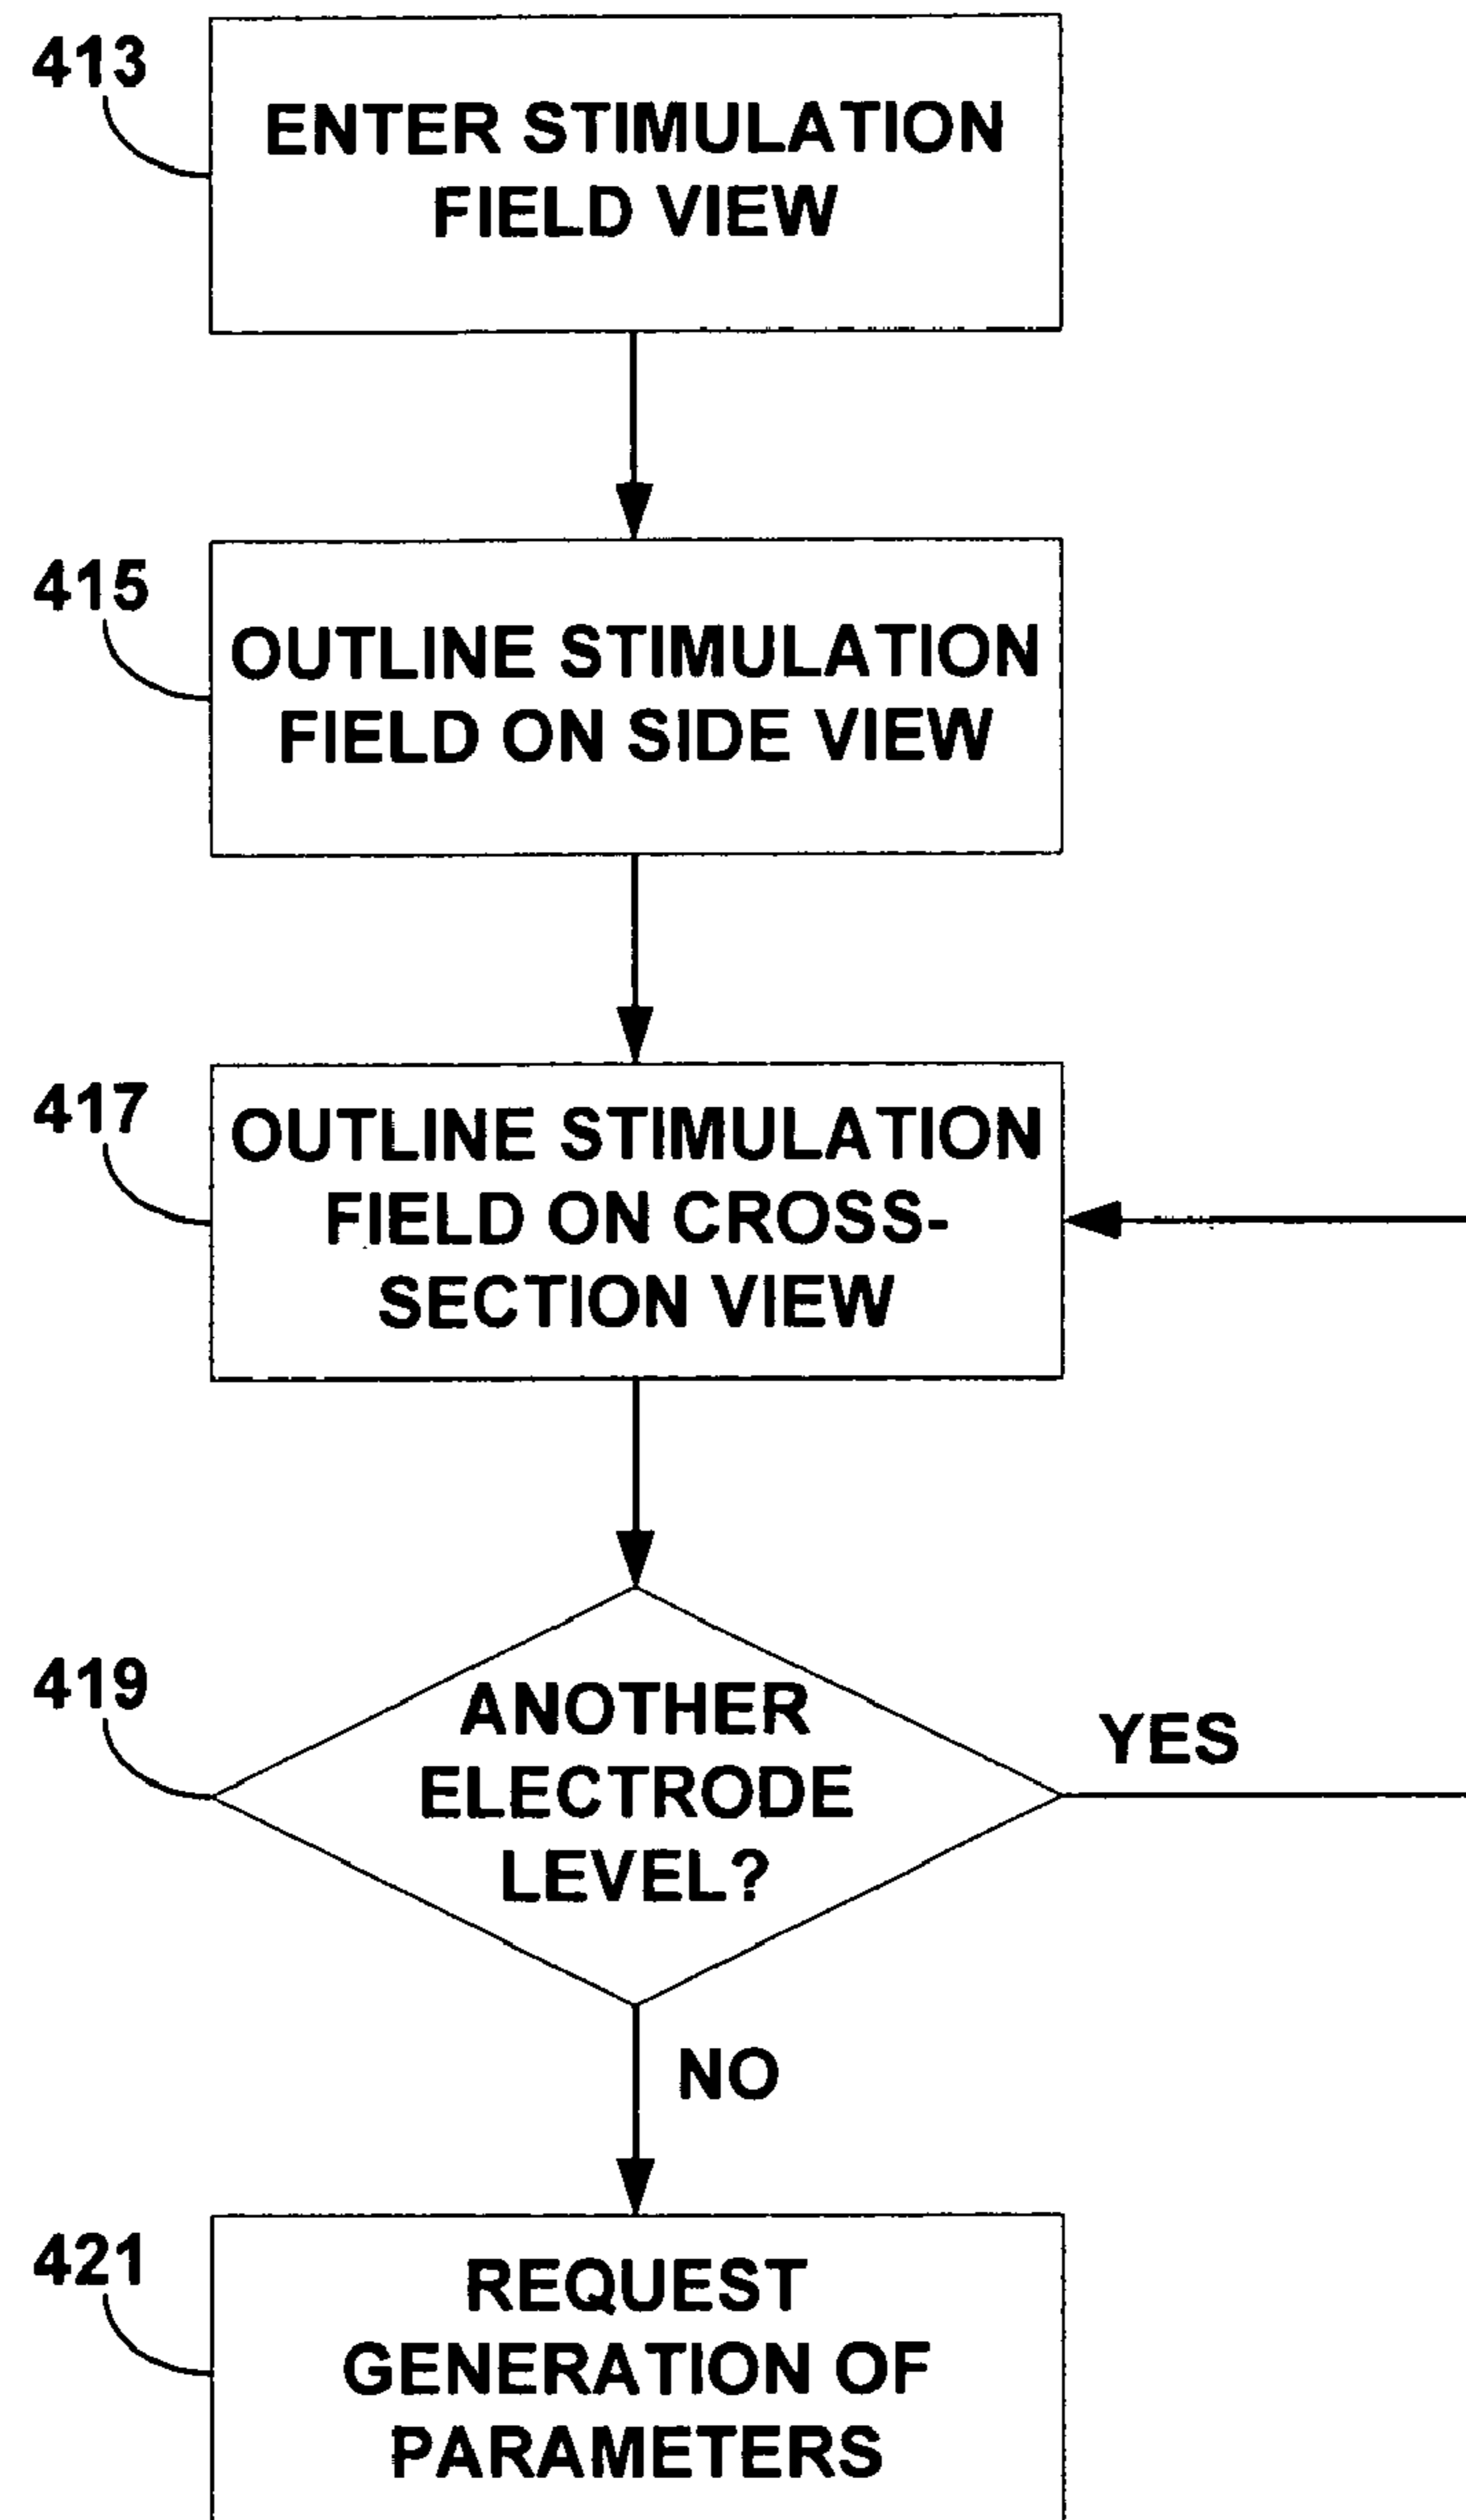 413
ENTER STIMULATION
FIELD VIEW
415
OUTLINE STIMULATION
FIELD ON SIDE VIEW
417
OUTLINE STIMULATION
FIELD ON CROSS-
SECTION VIEW
419
ANOTHER
ELECTRODE
LEVEL?
YES
NO
421
REQUEST
GENERATION OF
PARAMETERS